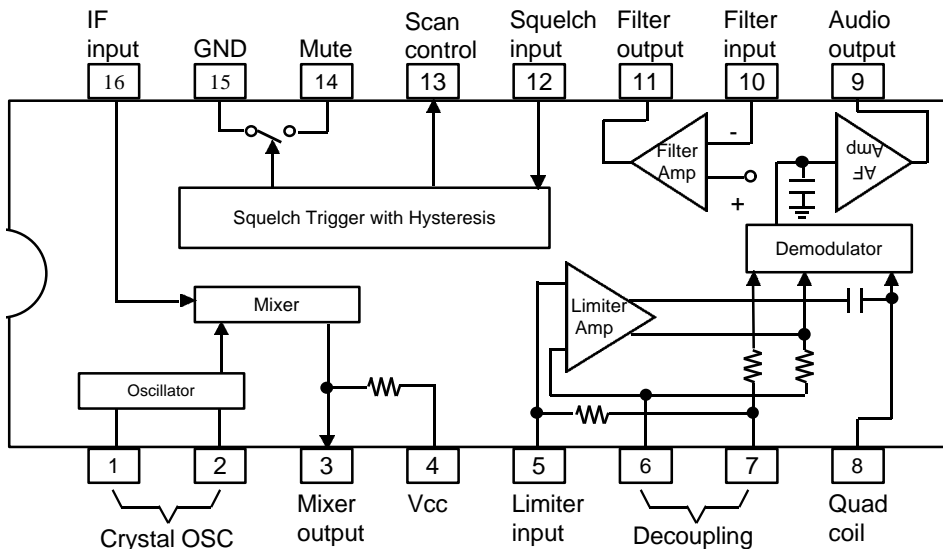 IF
input
GND
Mute
Scan
control
Squelch
input
Filter
output
Filter
input
Audio
output
16
15
14
13
12
11
10
9
-
Filter
Amp
+
AF
Amp
Squelch Trigger with Hysteresis
Demodulator
Mixer
Limiter
Amp
Oscillator
1
2
3
4
5
6
7
8
Crystal OSC
Mixer
output
Vcc
Limiter
input
Decoupling
Quad
coil